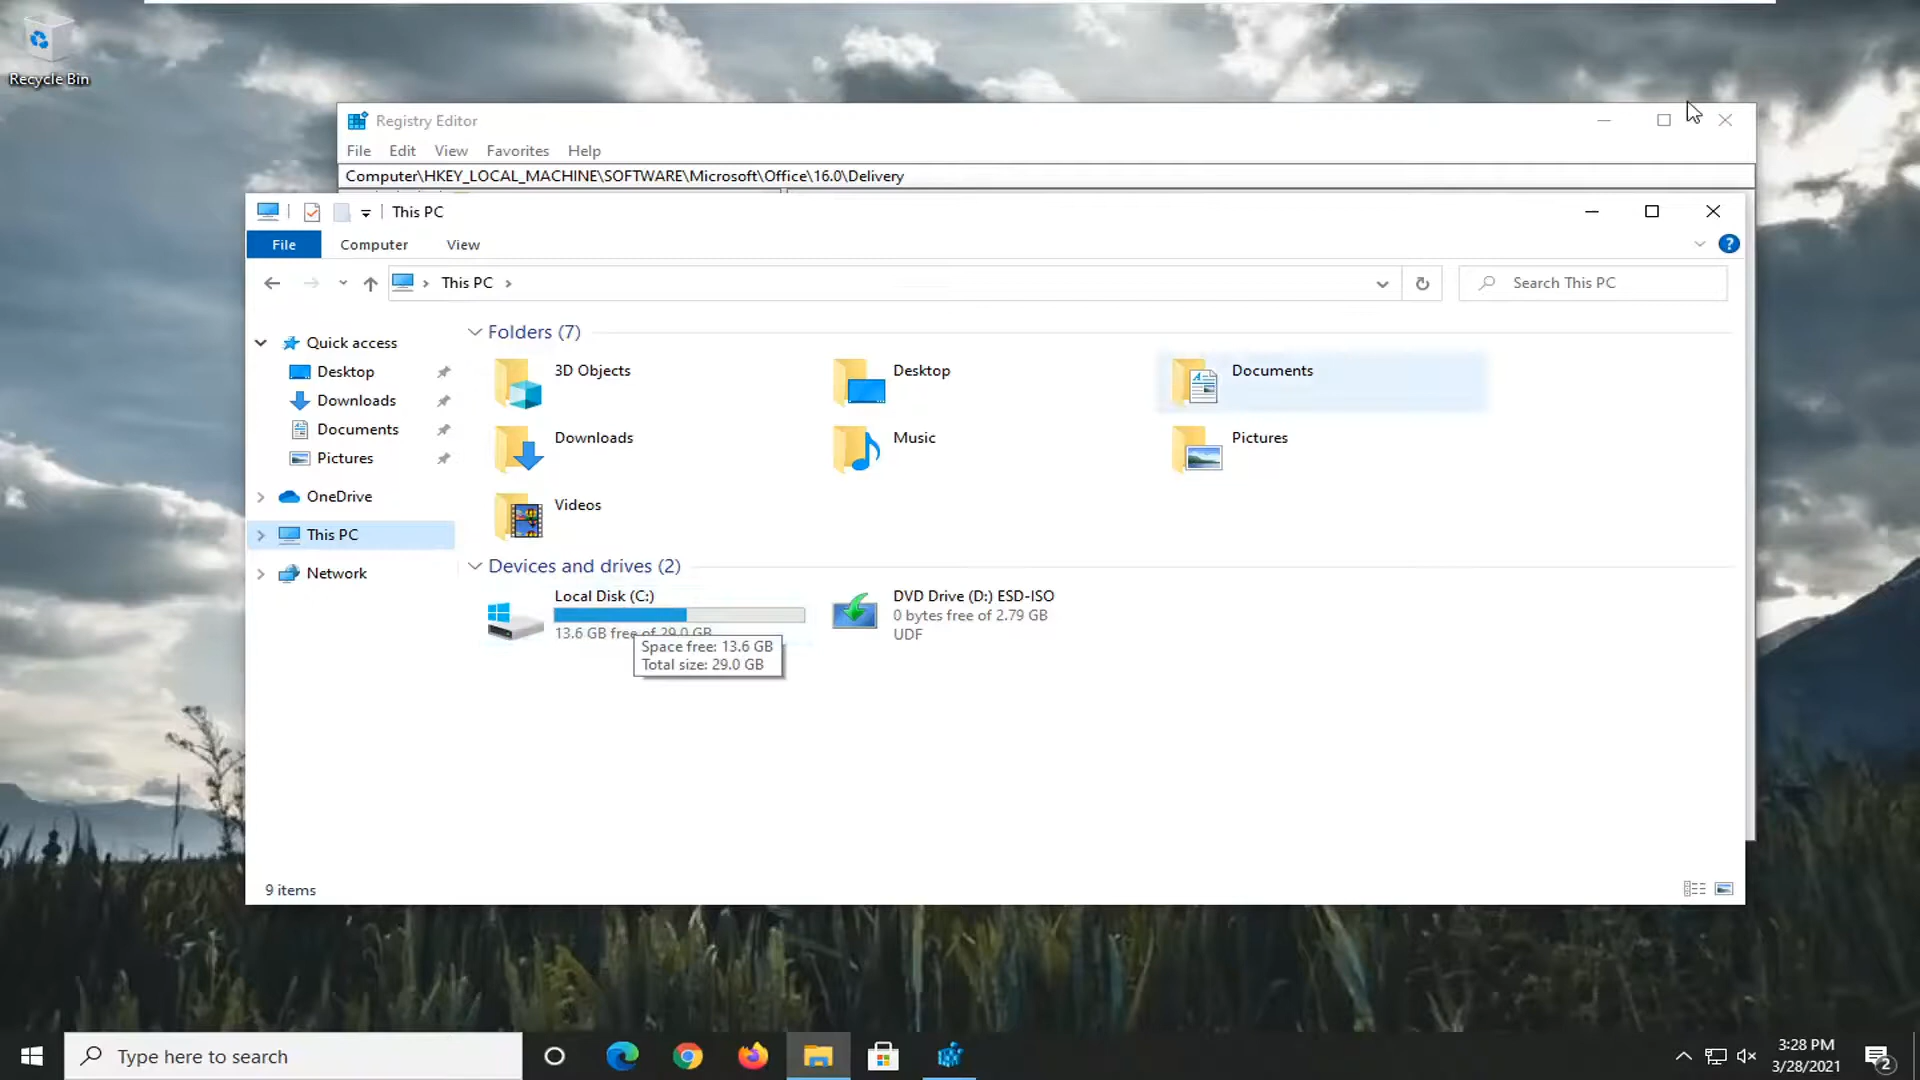 Recycle Bin
Registry Editor
File Edit View Favorites Help
Computer\HKEY_LOCAL_MACHINE\SOFTWARE\Microsoft\Office\16.0\Delivery
This PC
File Computer View
This PC
Search This PC
Quick access
Desktop
Downloads
Documents
Pictures
OneDrive
This PC
Network
Folders (7)
3D Objects
Desktop
Documents
Downloads
Music
Pictures
Videos
Devices and drives (2)
Local Disk (C:)
13.6 GB free of 29.0 GB
Space free: 13.6 GB
Total size: 29.0 GB
DVD Drive (D:) ESD-ISO
0 bytes free of 2.79 GB
UDF
9 items
Type here to search
3:28 PM
3/28/2021
2